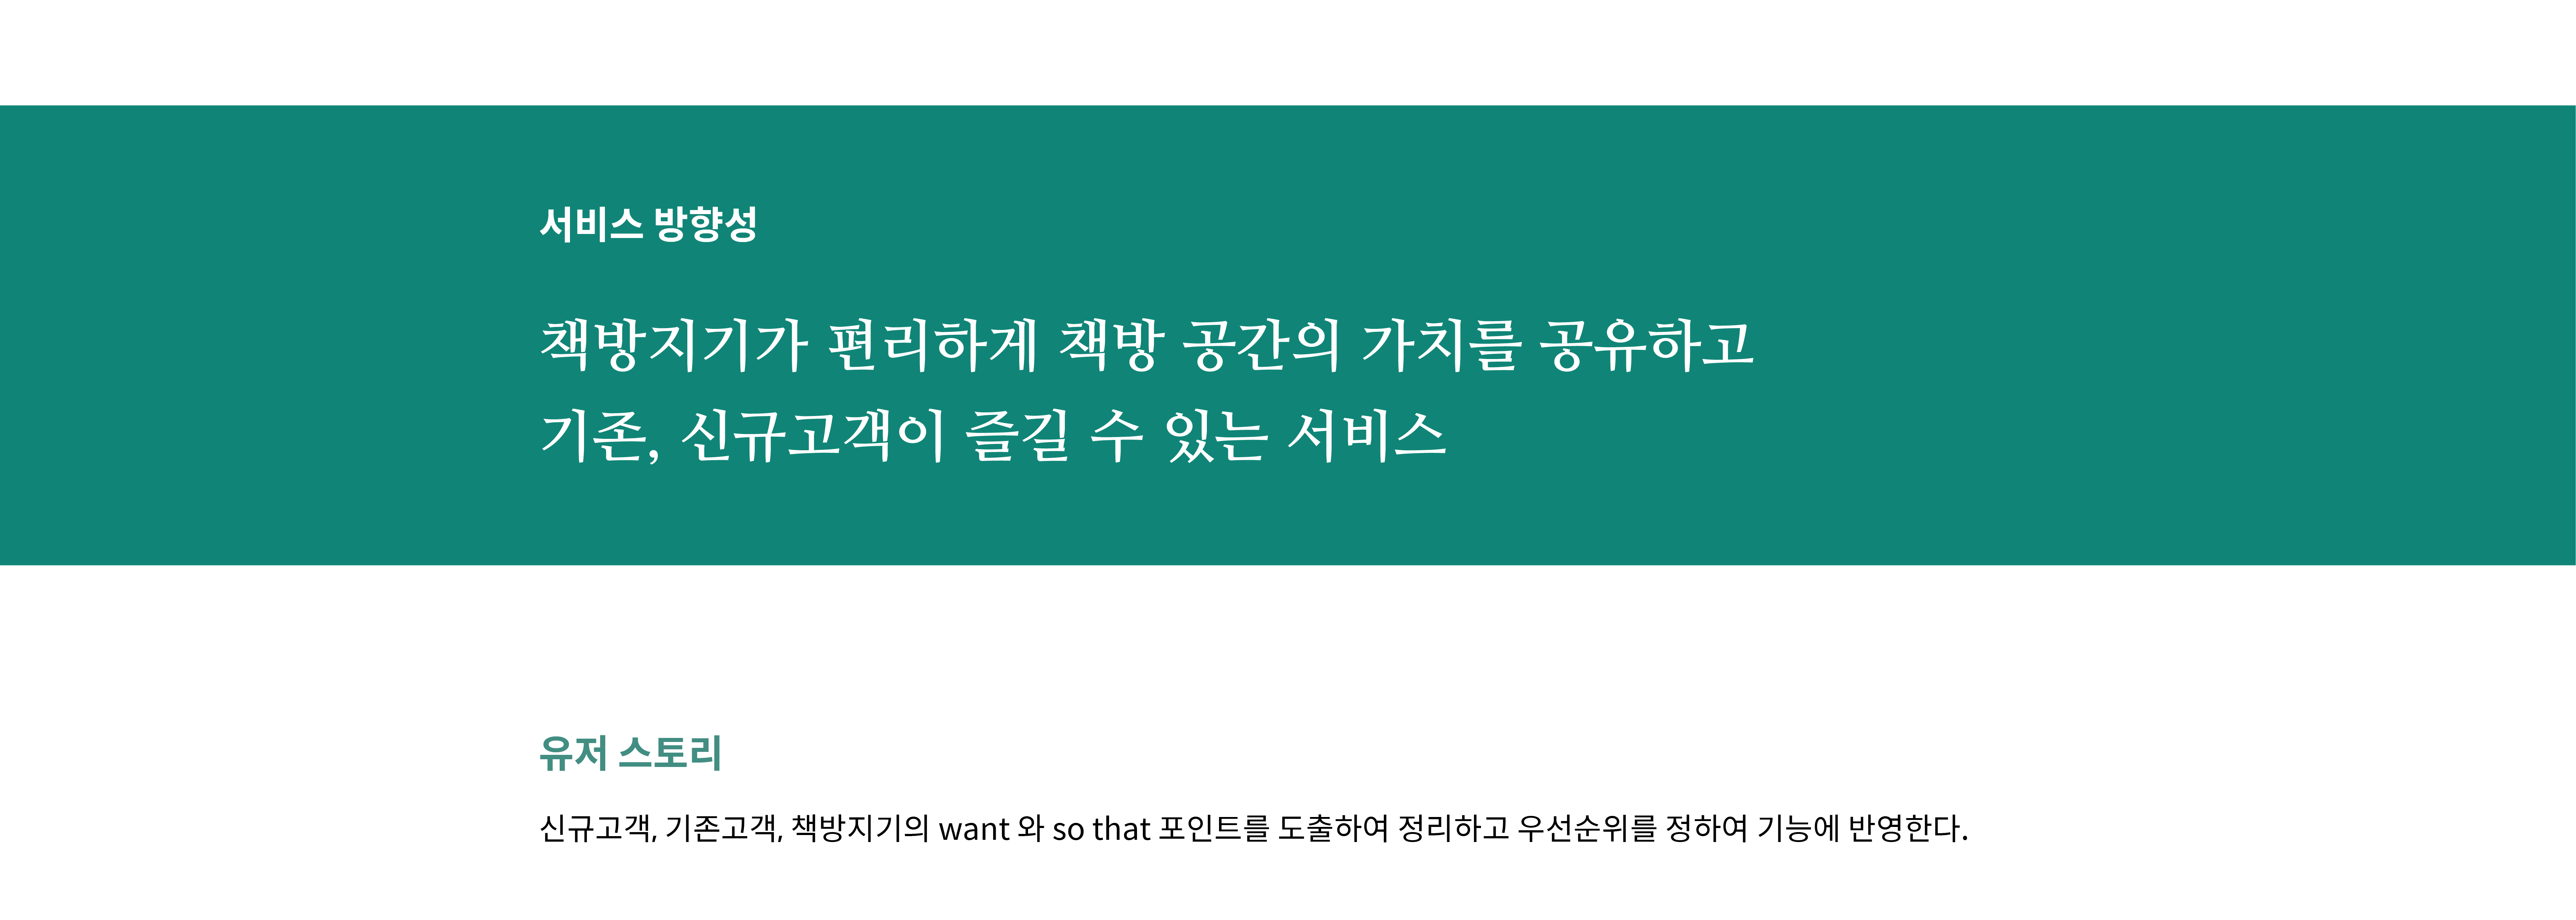 서비스 방향성
책방지기가 편리하게 책방 공간의 가치를 공유하고
기존, 신규고객이 즐길 수 있는 서비스
유저 스토리
신규고객, 기존고객, 책방지기의 want 와 so that 포인트를 도출하여 정리하고 우선순위를 정하여 기능에 반영한다.